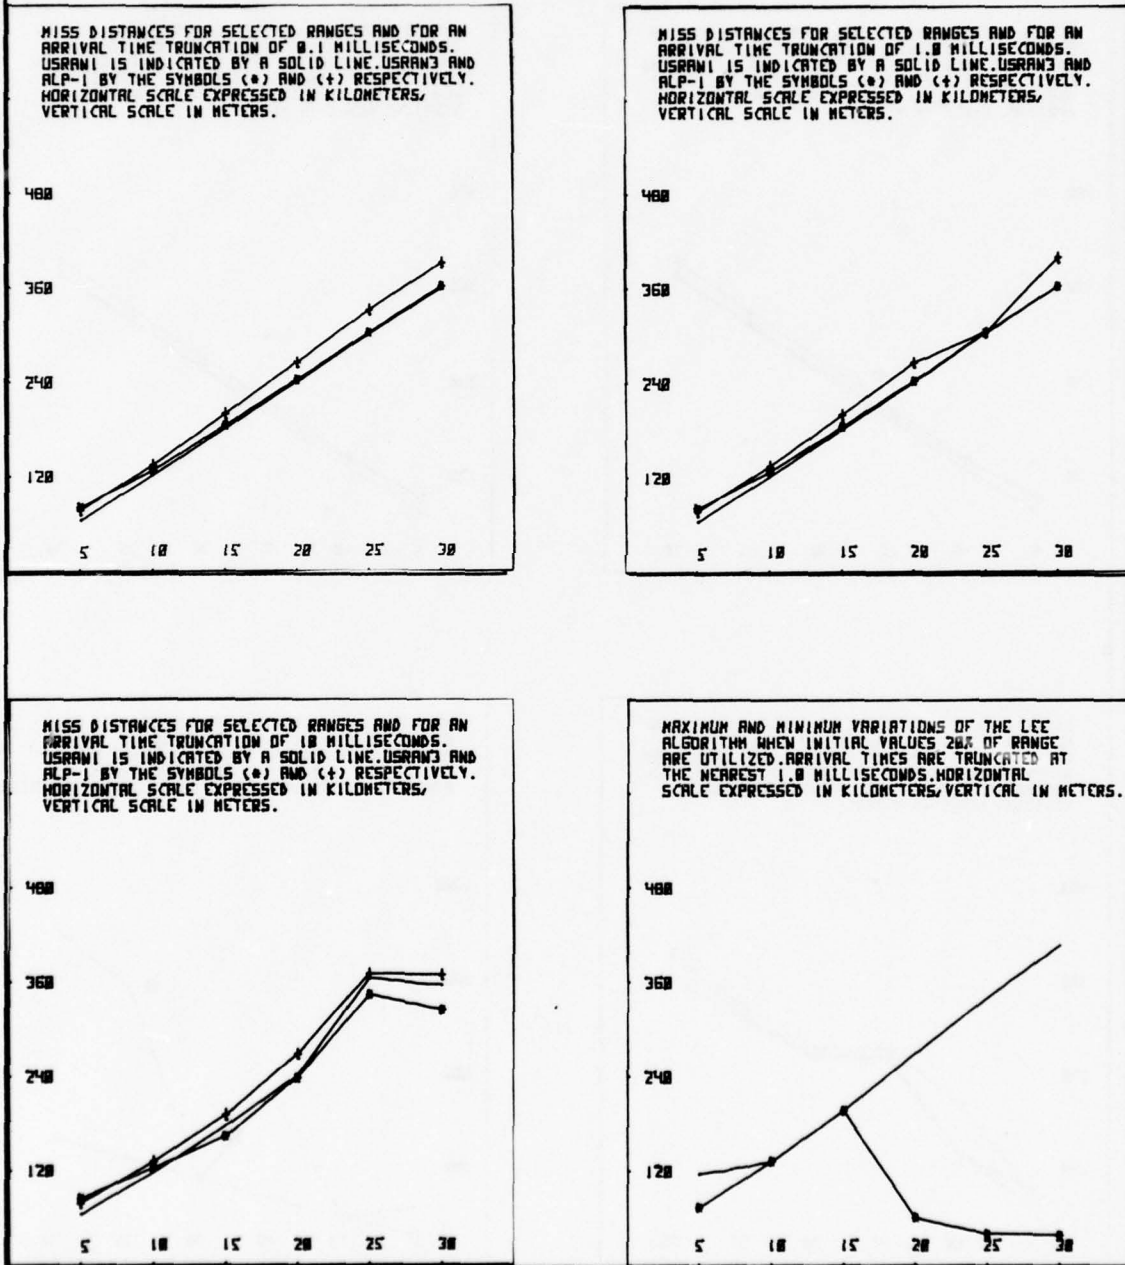 MISS DISTANCES FOR SELECTED RANGES AND FOR AN
ARRIVAL TIME TRUNCATION OF 0.1 MILLISECONDS.
USRAN1 IS INDICATED BY A SOLID LINE.USRAN3 AND
ALP-1 BY THE SYMBOLS (*) AND (+) RESPECTIVELY.
HORIZONTAL SCALE EXPRESSED IN KILOMETERS,
VERTICAL SCALE IN METERS.
480
360
240
120
5 10 15 20 25 30
MISS DISTANCES FOR SELECTED RANGES AND FOR AN
ARRIVAL TIME TRUNCATION OF 1.0 MILLISECONDS.
USRAN1 IS INDICATED BY A SOLID LINE.USRAN3 AND
ALP-1 BY THE SYMBOLS (*) AND (+) RESPECTIVELY.
HORIZONTAL SCALE EXPRESSED IN KILOMETERS,
VERTICAL SCALE IN METERS.
480
360
240
120
5 10 15 20 25 30
MISS DISTANCES FOR SELECTED RANGES AND FOR AN
ARRIVAL TIME TRUNCATION OF 10 MILLISECONDS.
USRAN1 IS INDICATED BY A SOLID LINE.USRAN3 AND
ALP-1 BY THE SYMBOLS (*) AND (+) RESPECTIVELY.
HORIZONTAL SCALE EXPRESSED IN KILOMETERS,
VERTICAL SCALE IN METERS.
480
360
240
120
5 10 15 20 25 30
MAXIMUM AND MINIMUM VARIATIONS OF THE LEE
ALGORITHM WHEN INITIAL VALUES 20% OF RANGE
ARE UTILIZED.ARRIVAL TIMES ARE TRUNCATED AT
THE NEAREST 1.0 MILLISECONDS.HORIZONTAL
SCALE EXPRESSED IN KILOMETERS,VERTICAL IN METERS.
480
360
240
120
5 10 15 20 25 30